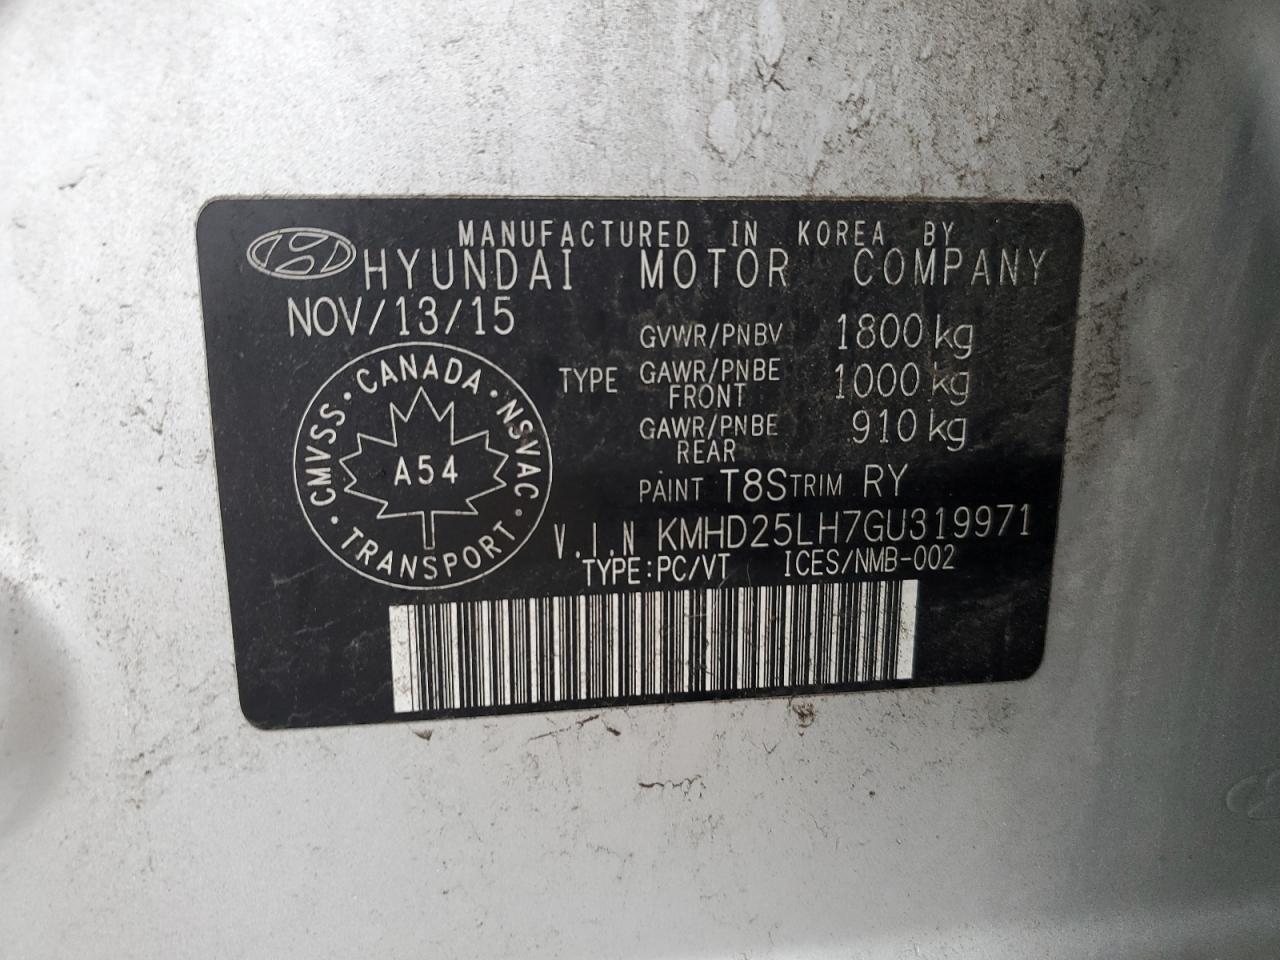 MANUFACTURED IN KOREA BY
HYUNDAI MOTOR COMPANY
NOV/13/15
GVWR/PNBV 1800 kg
TYPE GAWR/PNBE FRONT 1000 kg
GAWR/PNBE REAR 910 kg
PAINT T8S TRIM RY
V.I.N KMHD25LH7GU319971
TYPE:PC/VT ICES/NMB-002
CMVSS · CANADA · NSVAC · TRANSPORT ·
A54